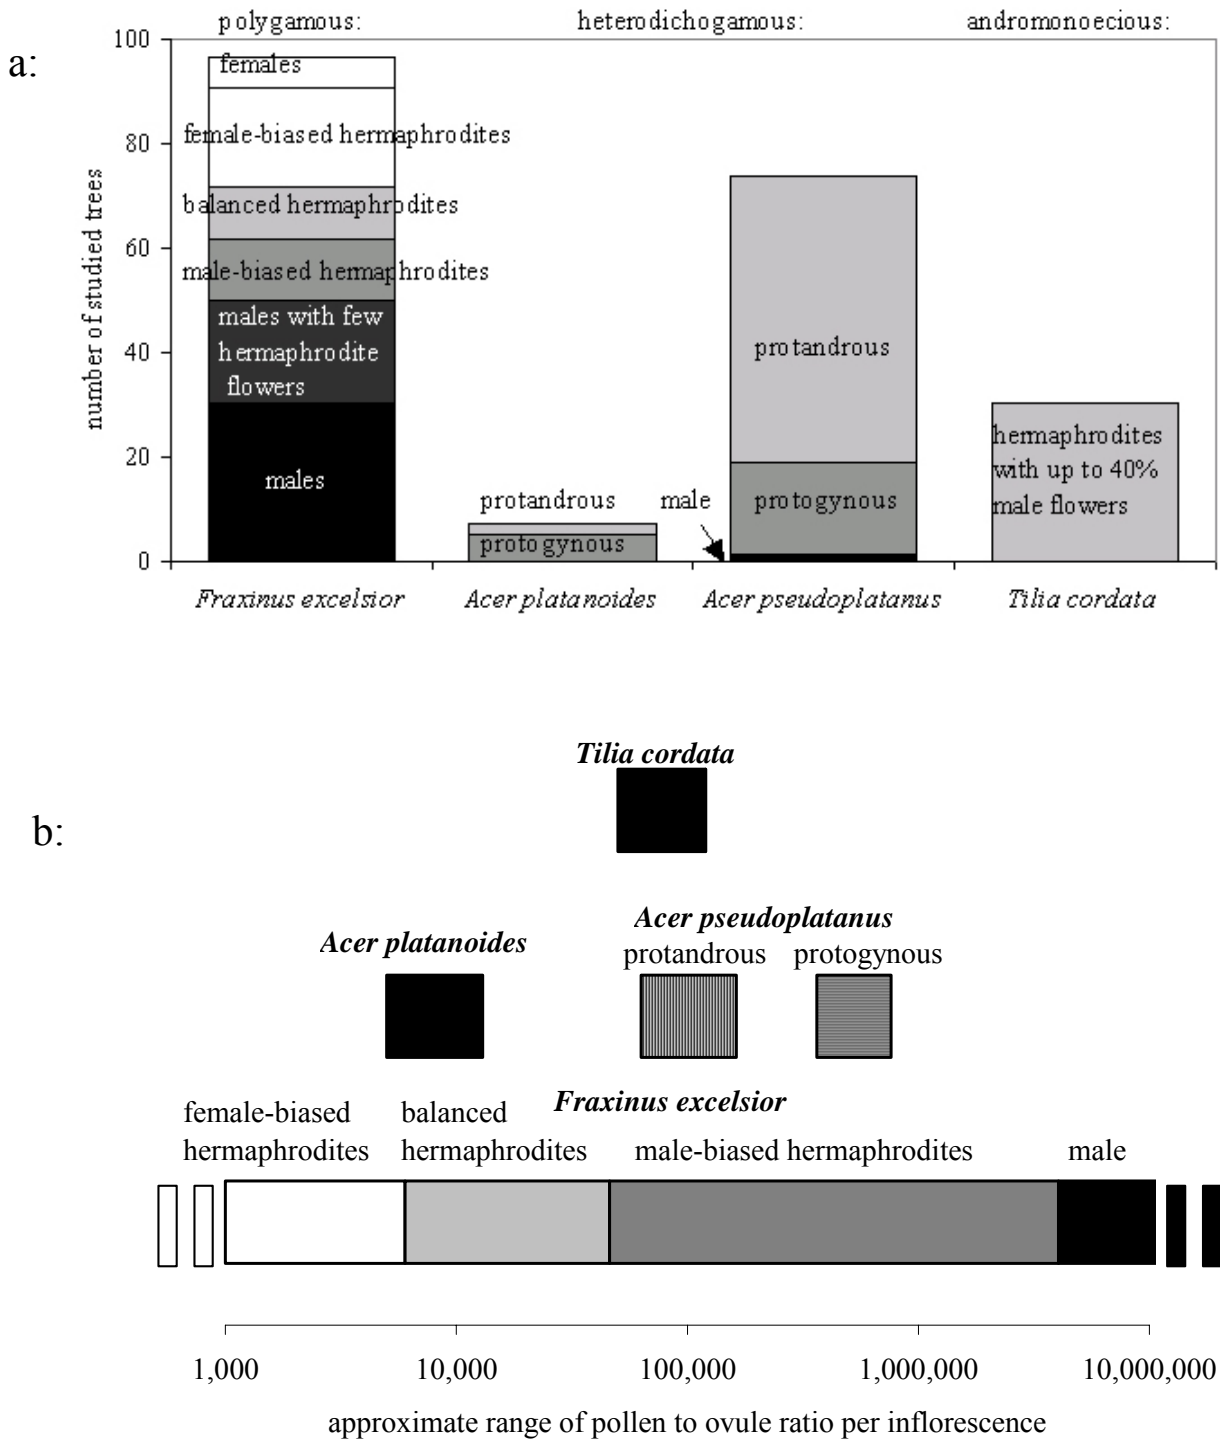 polygamous: heterodichogamous: andromonoecious:
a:
number of studied trees
100
80
60
40
20
0
females
female-biased hermaphrodites
balanced hermaphrodites
male-biased hermaphrodites
males with few
hermaphrodite
flowers
males
protandrous
protogynous
male
protandrous
protogynous
hermaphrodites
with up to 40%
male flowers
Fraxinus excelsior Acer platanoides Acer pseudoplatanus Tilia cordata
b:
Tilia cordata
Acer platanoides
Acer pseudoplatanus
protandrous protogynous
Fraxinus excelsior
female-biased
hermaphrodites
balanced
hermaphrodites
male-biased hermaphrodites
male
1,000 10,000 100,000 1,000,000 10,000,000
approximate range of pollen to ovule ratio per inflorescence